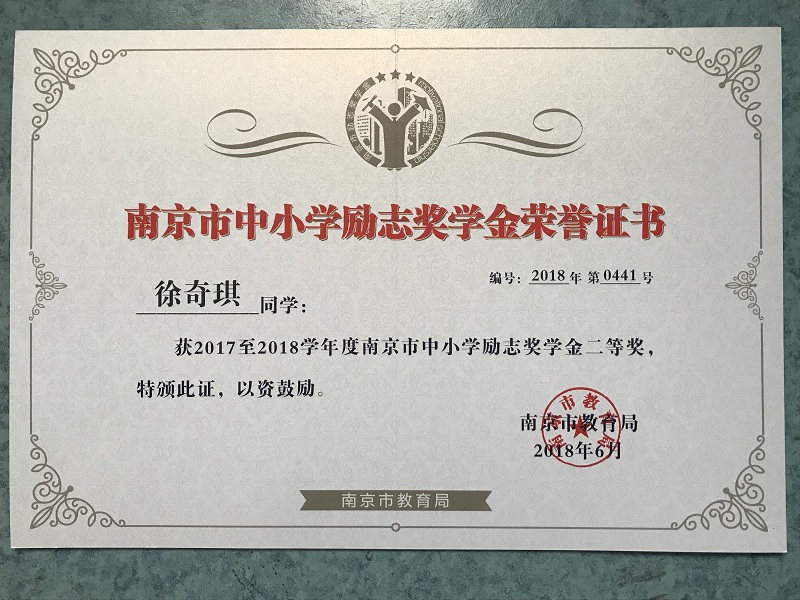 南京市中小学励志奖学金荣誉证书
编号：2018年 第0441号
徐奇琪 同学：
获2017至2018学年度南京市中小学励志奖学金二等奖，
特颁此证，以资鼓励。
南京市教育局
2018年6月
南京市教育局